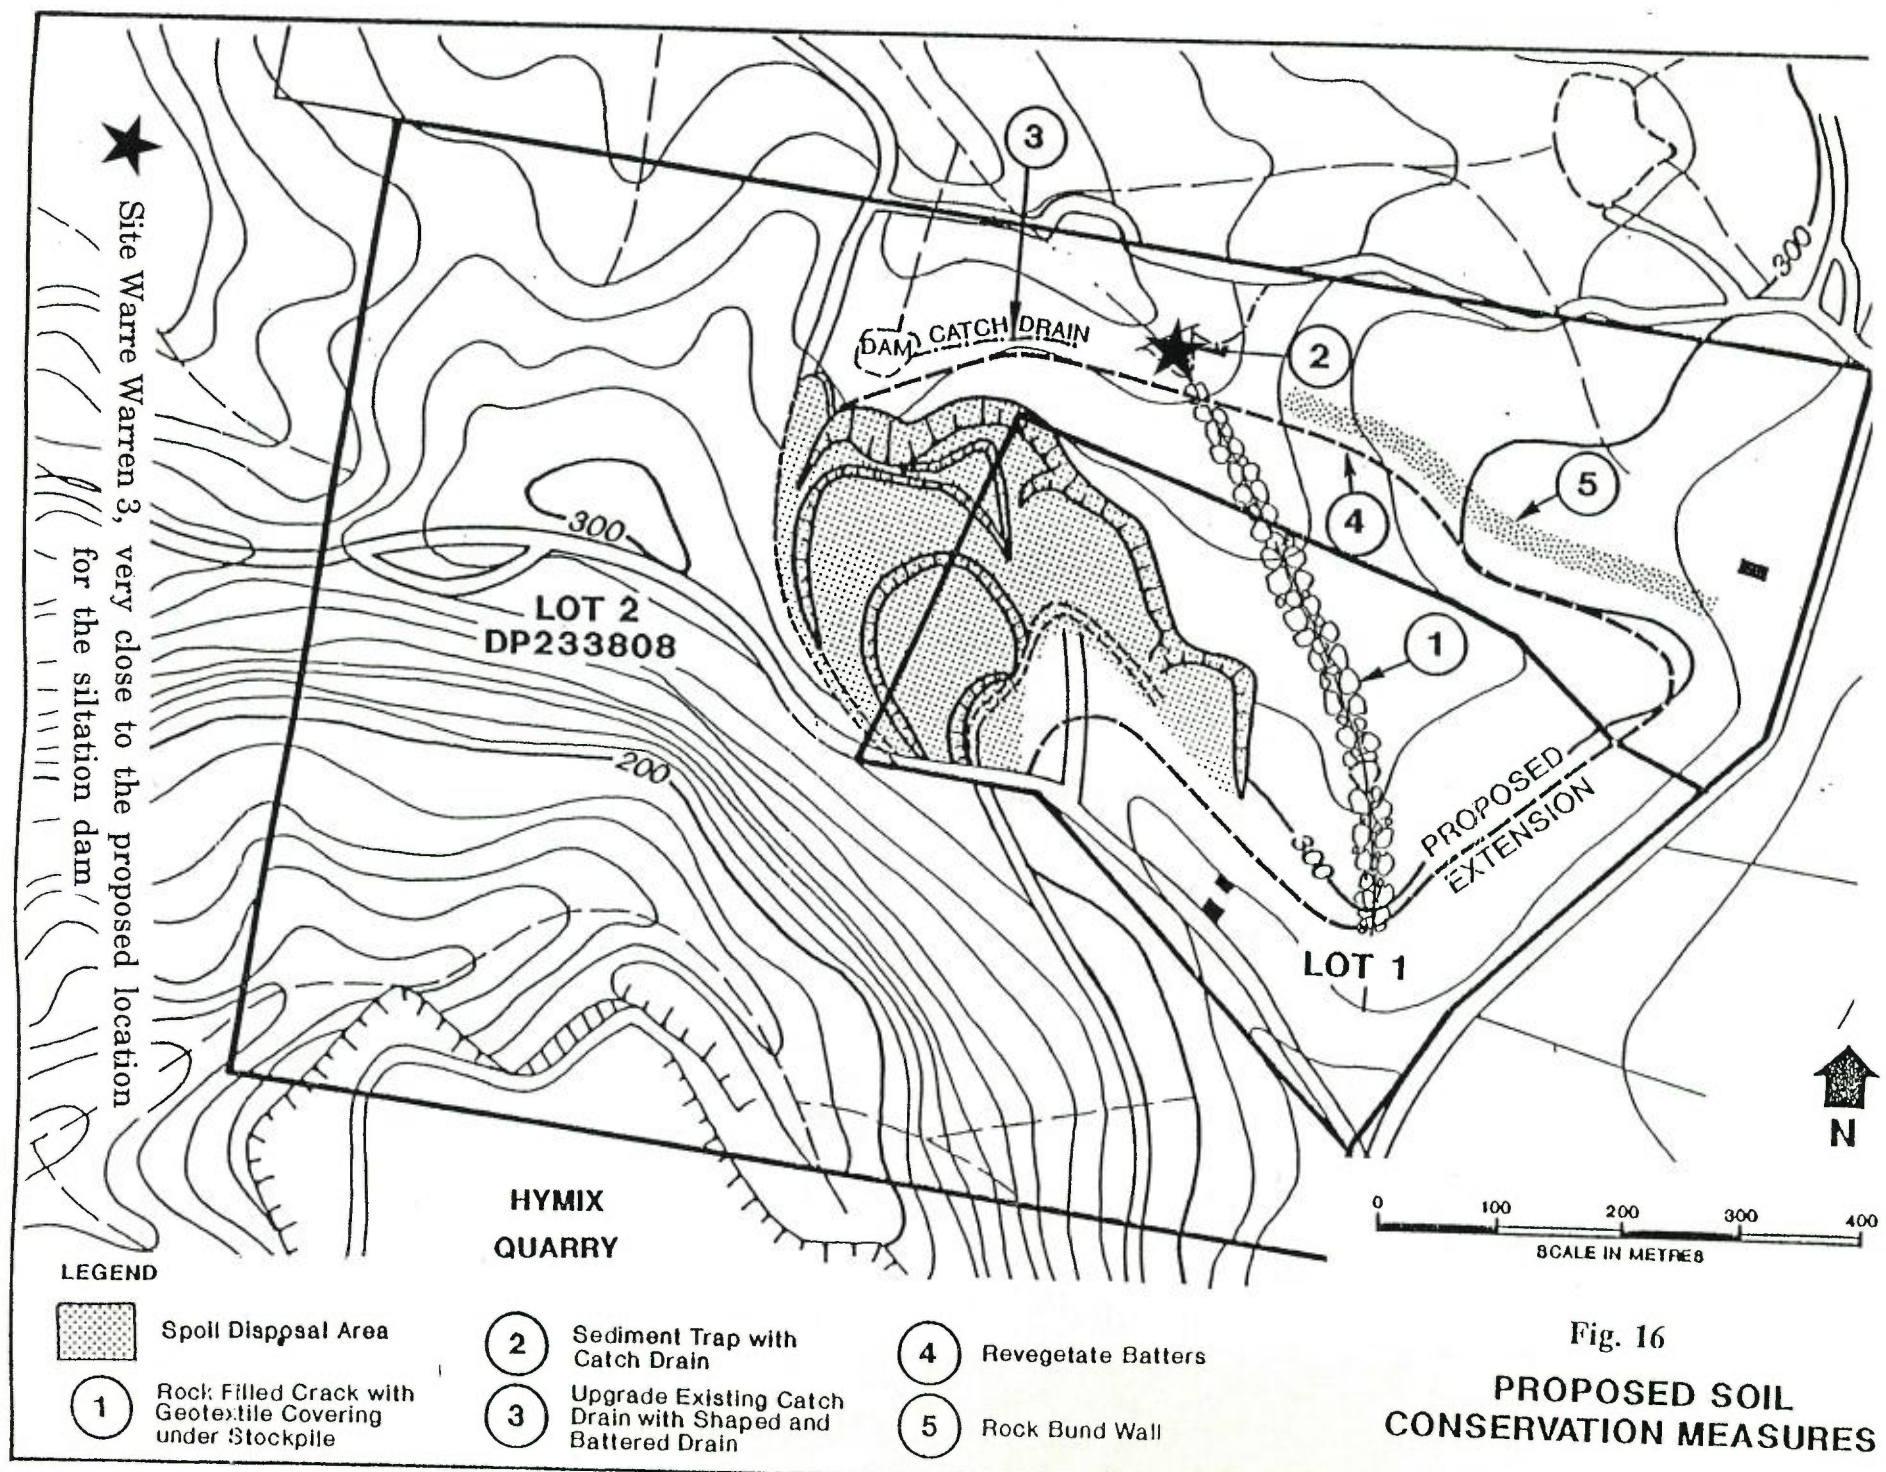 Site Warre Warren 3, very close to the proposed location
for the siltation dam
3
300
DAM
CATCH DRAIN
2
5
4
300
LOT 2
DP233808
1
200
PROPOSED
EXTENSION
300
LOT 1
N
HYMIX
QUARRY
0 100 200 300 400
SCALE IN METRES
LEGEND
Spoil Disposal Area
1
Rock Filled Crack with
Geotextile Covering
under Stockpile
2
Sediment Trap with
Catch Drain
3
Upgrade Existing Catch
Drain with Shaped and
Battered Drain
4
Revegetate Batters
5
Rock Bund Wall
Fig. 16
PROPOSED SOIL
CONSERVATION MEASURES